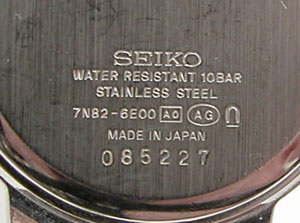 SEIKO
WATER RESISTANT 10BAR
STAINLESS STEEL
7N82-6E00 A0 AG
MADE IN JAPAN
085227